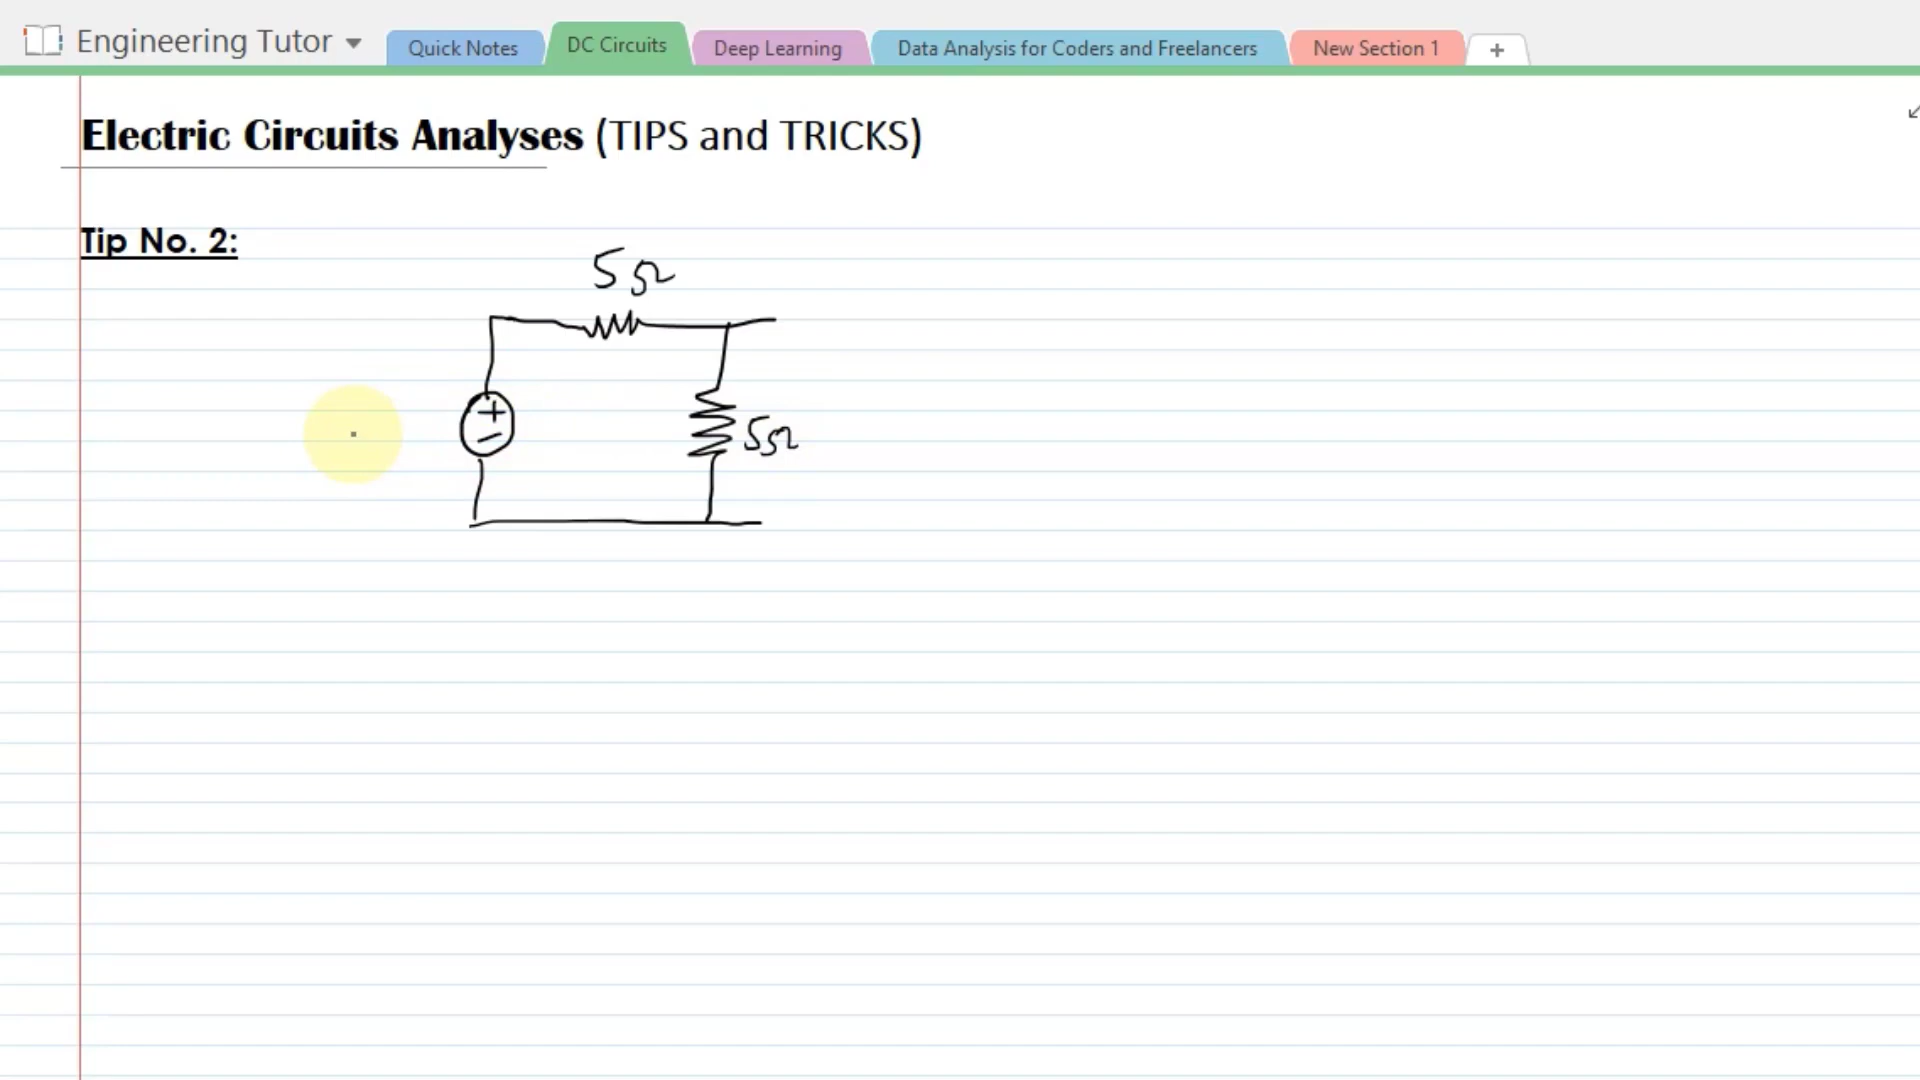 Engineering Tutor
Quick Notes
DC Circuits
Deep Learning
Data Analysis for Coders and Freelancers
New Section 1
+
Electric Circuits Analyses (TIPS and TRICKS)
Tip No. 2:
5 Ω
+
−
5Ω